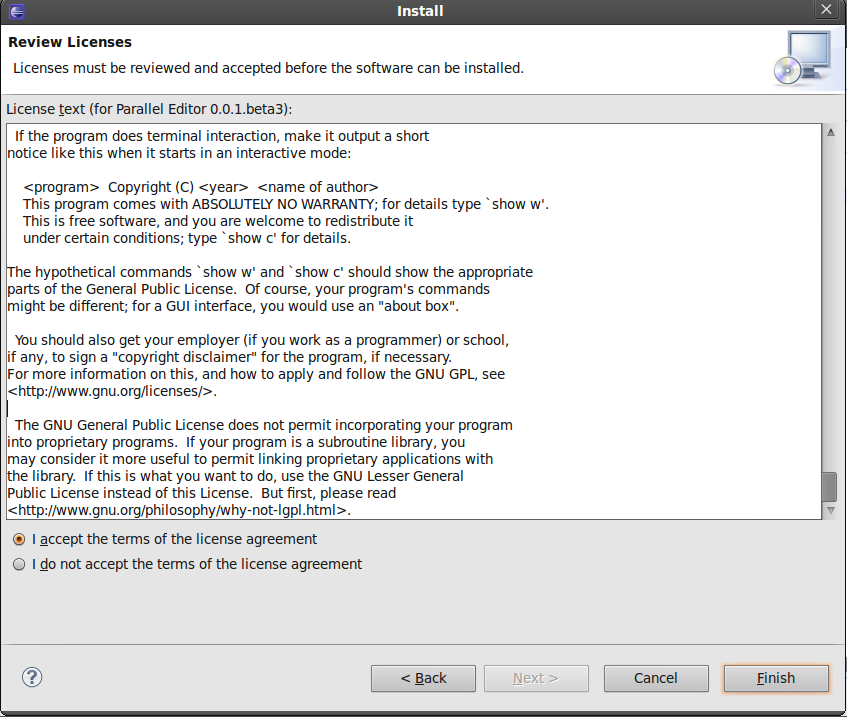 Install
Review Licenses
Licenses must be reviewed and accepted before the software can be installed.
License text (for Parallel Editor 0.0.1.beta3):
If the program does terminal interaction, make it output a short
notice like this when it starts in an interactive mode:
<program>  Copyright (C) <year>  <name of author>
This program comes with ABSOLUTELY NO WARRANTY; for details type `show w'.
This is free software, and you are welcome to redistribute it
under certain conditions; type `show c' for details.
The hypothetical commands `show w' and `show c' should show the appropriate
parts of the General Public License.  Of course, your program's commands
might be different; for a GUI interface, you would use an "about box".
You should also get your employer (if you work as a programmer) or school,
if any, to sign a "copyright disclaimer" for the program, if necessary.
For more information on this, and how to apply and follow the GNU GPL, see
<http://www.gnu.org/licenses/>.
The GNU General Public License does not permit incorporating your program
into proprietary programs.  If your program is a subroutine library, you
may consider it more useful to permit linking proprietary applications with
the library.  If this is what you want to do, use the GNU Lesser General
Public License instead of this License.  But first, please read
<http://www.gnu.org/philosophy/why-not-lgpl.html>.
I accept the terms of the license agreement
I do not accept the terms of the license agreement
? < Back Next > Cancel Finish